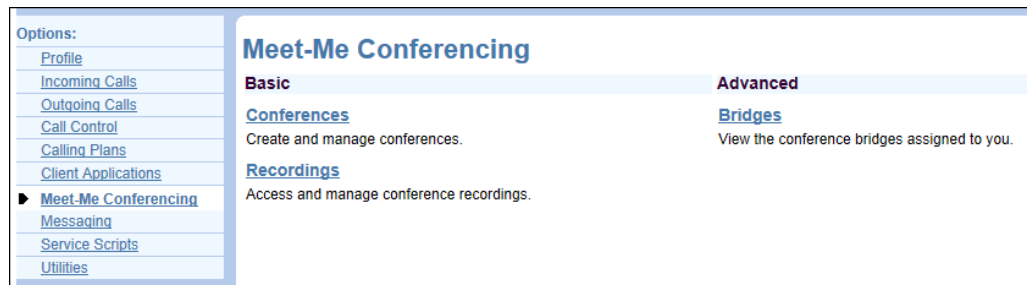 Options:
Profile
Incoming Calls
Outgoing Calls
Call Control
Calling Plans
Client Applications
Meet-Me Conferencing
Messaging
Service Scripts
Utilities
Meet-Me Conferencing
Basic
Conferences
Create and manage conferences.
Recordings
Access and manage conference recordings.
Advanced
Bridges
View the conference bridges assigned to you.